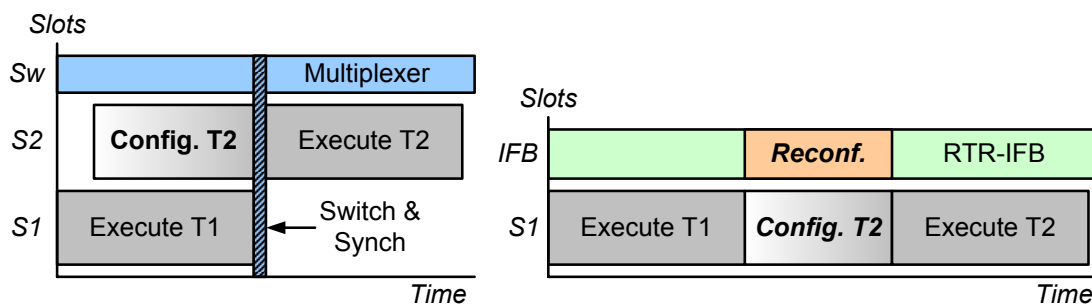 Slots
Sw
Multiplexer
S2
Config. T2
Execute T2
S1
Execute T1
Switch &
Synch
Time
Slots
IFB
Reconf.
RTR-IFB
S1
Execute T1
Config. T2
Execute T2
Time